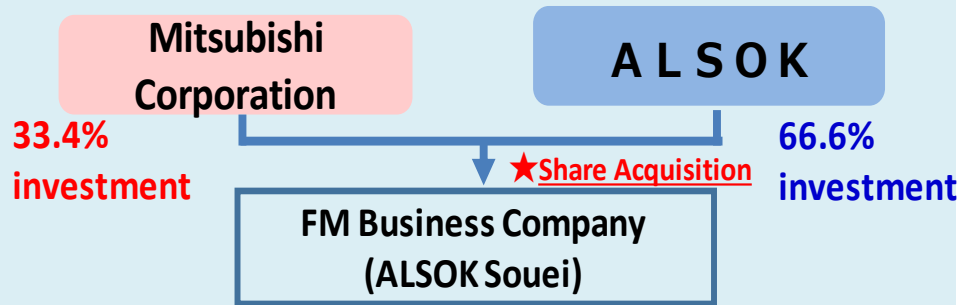 Mitsubishi
Corporation
ALSOK
33.4%
investment
66.6%
investment
★Share Acquisition
FM Business Company
(ALSOK Souei)